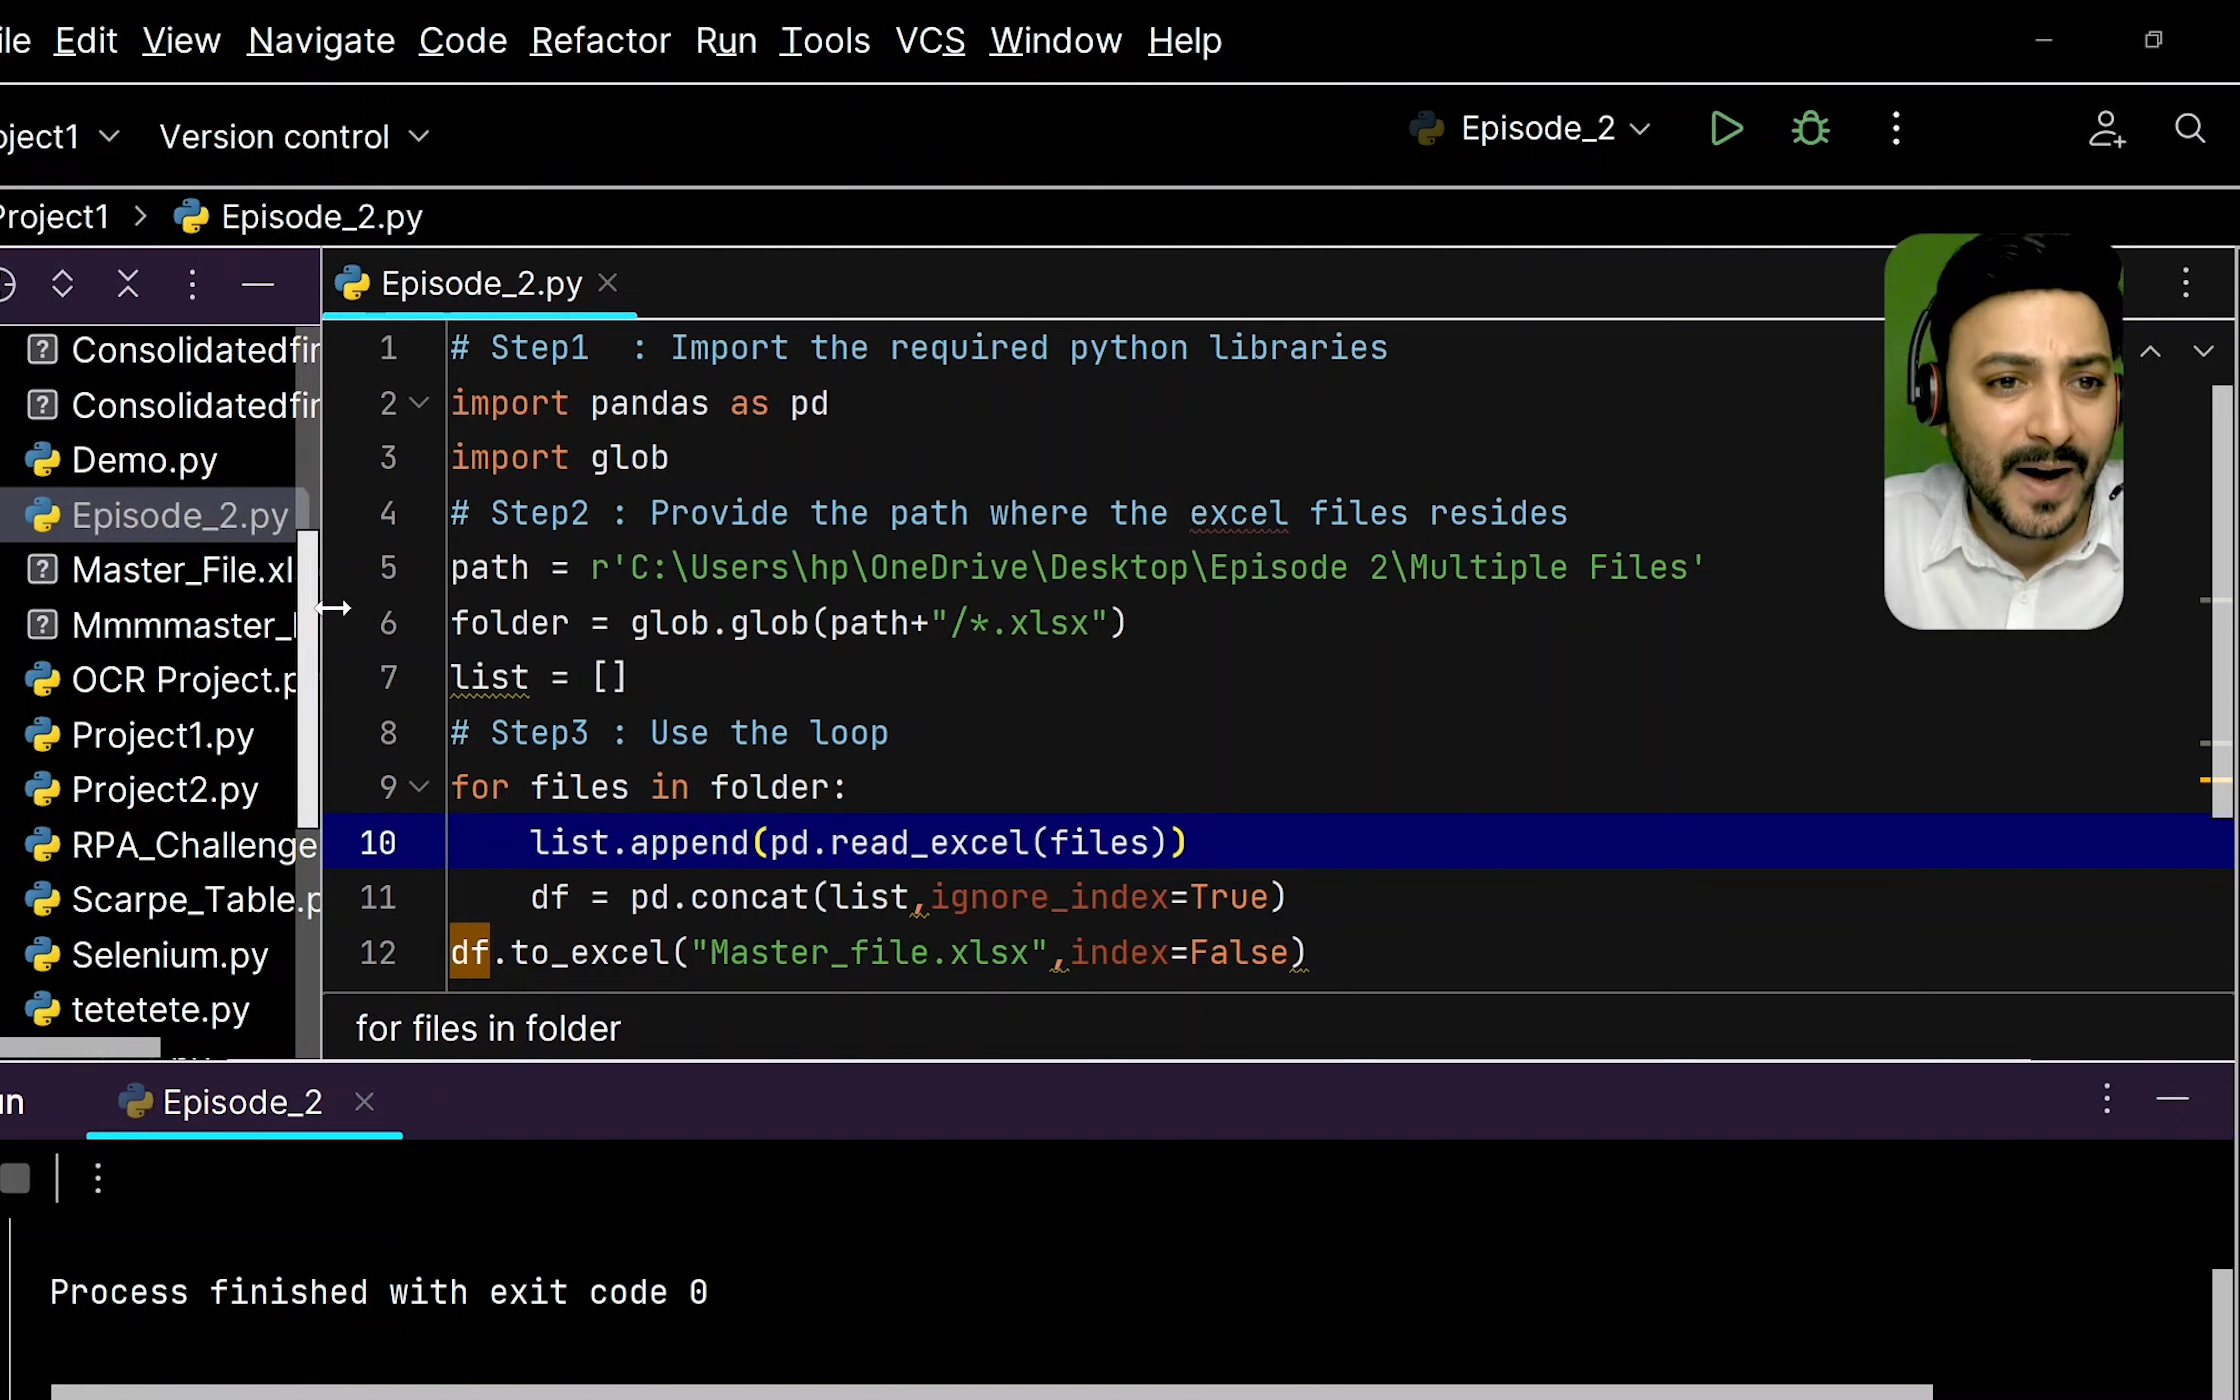 ile Edit View Navigate Code Refactor Run Tools VCS Window Help
oject1 Version control Episode_2
Project1 > Episode_2.py
Episode_2.py
Consolidatedfin
Consolidatedfin
Demo.py
Episode_2.py
Master_File.xl
Mmmmaster_
OCR Project.p
Project1.py
Project2.py
RPA_Challenge
Scarpe_Table.p
Selenium.py
tetetete.py
1 # Step1  : Import the required python libraries
2 import pandas as pd
3 import glob
4 # Step2 : Provide the path where the excel files resides
5 path = r'C:\Users\hp\OneDrive\Desktop\Episode 2\Multiple Files'
6 folder = glob.glob(path+"/*.xlsx")
7 list = []
8 # Step3 : Use the loop
9 for files in folder:
10     list.append(pd.read_excel(files))
11     df = pd.concat(list,ignore_index=True)
12 df.to_excel("Master_file.xlsx",index=False)
for files in folder
un Episode_2
Process finished with exit code 0